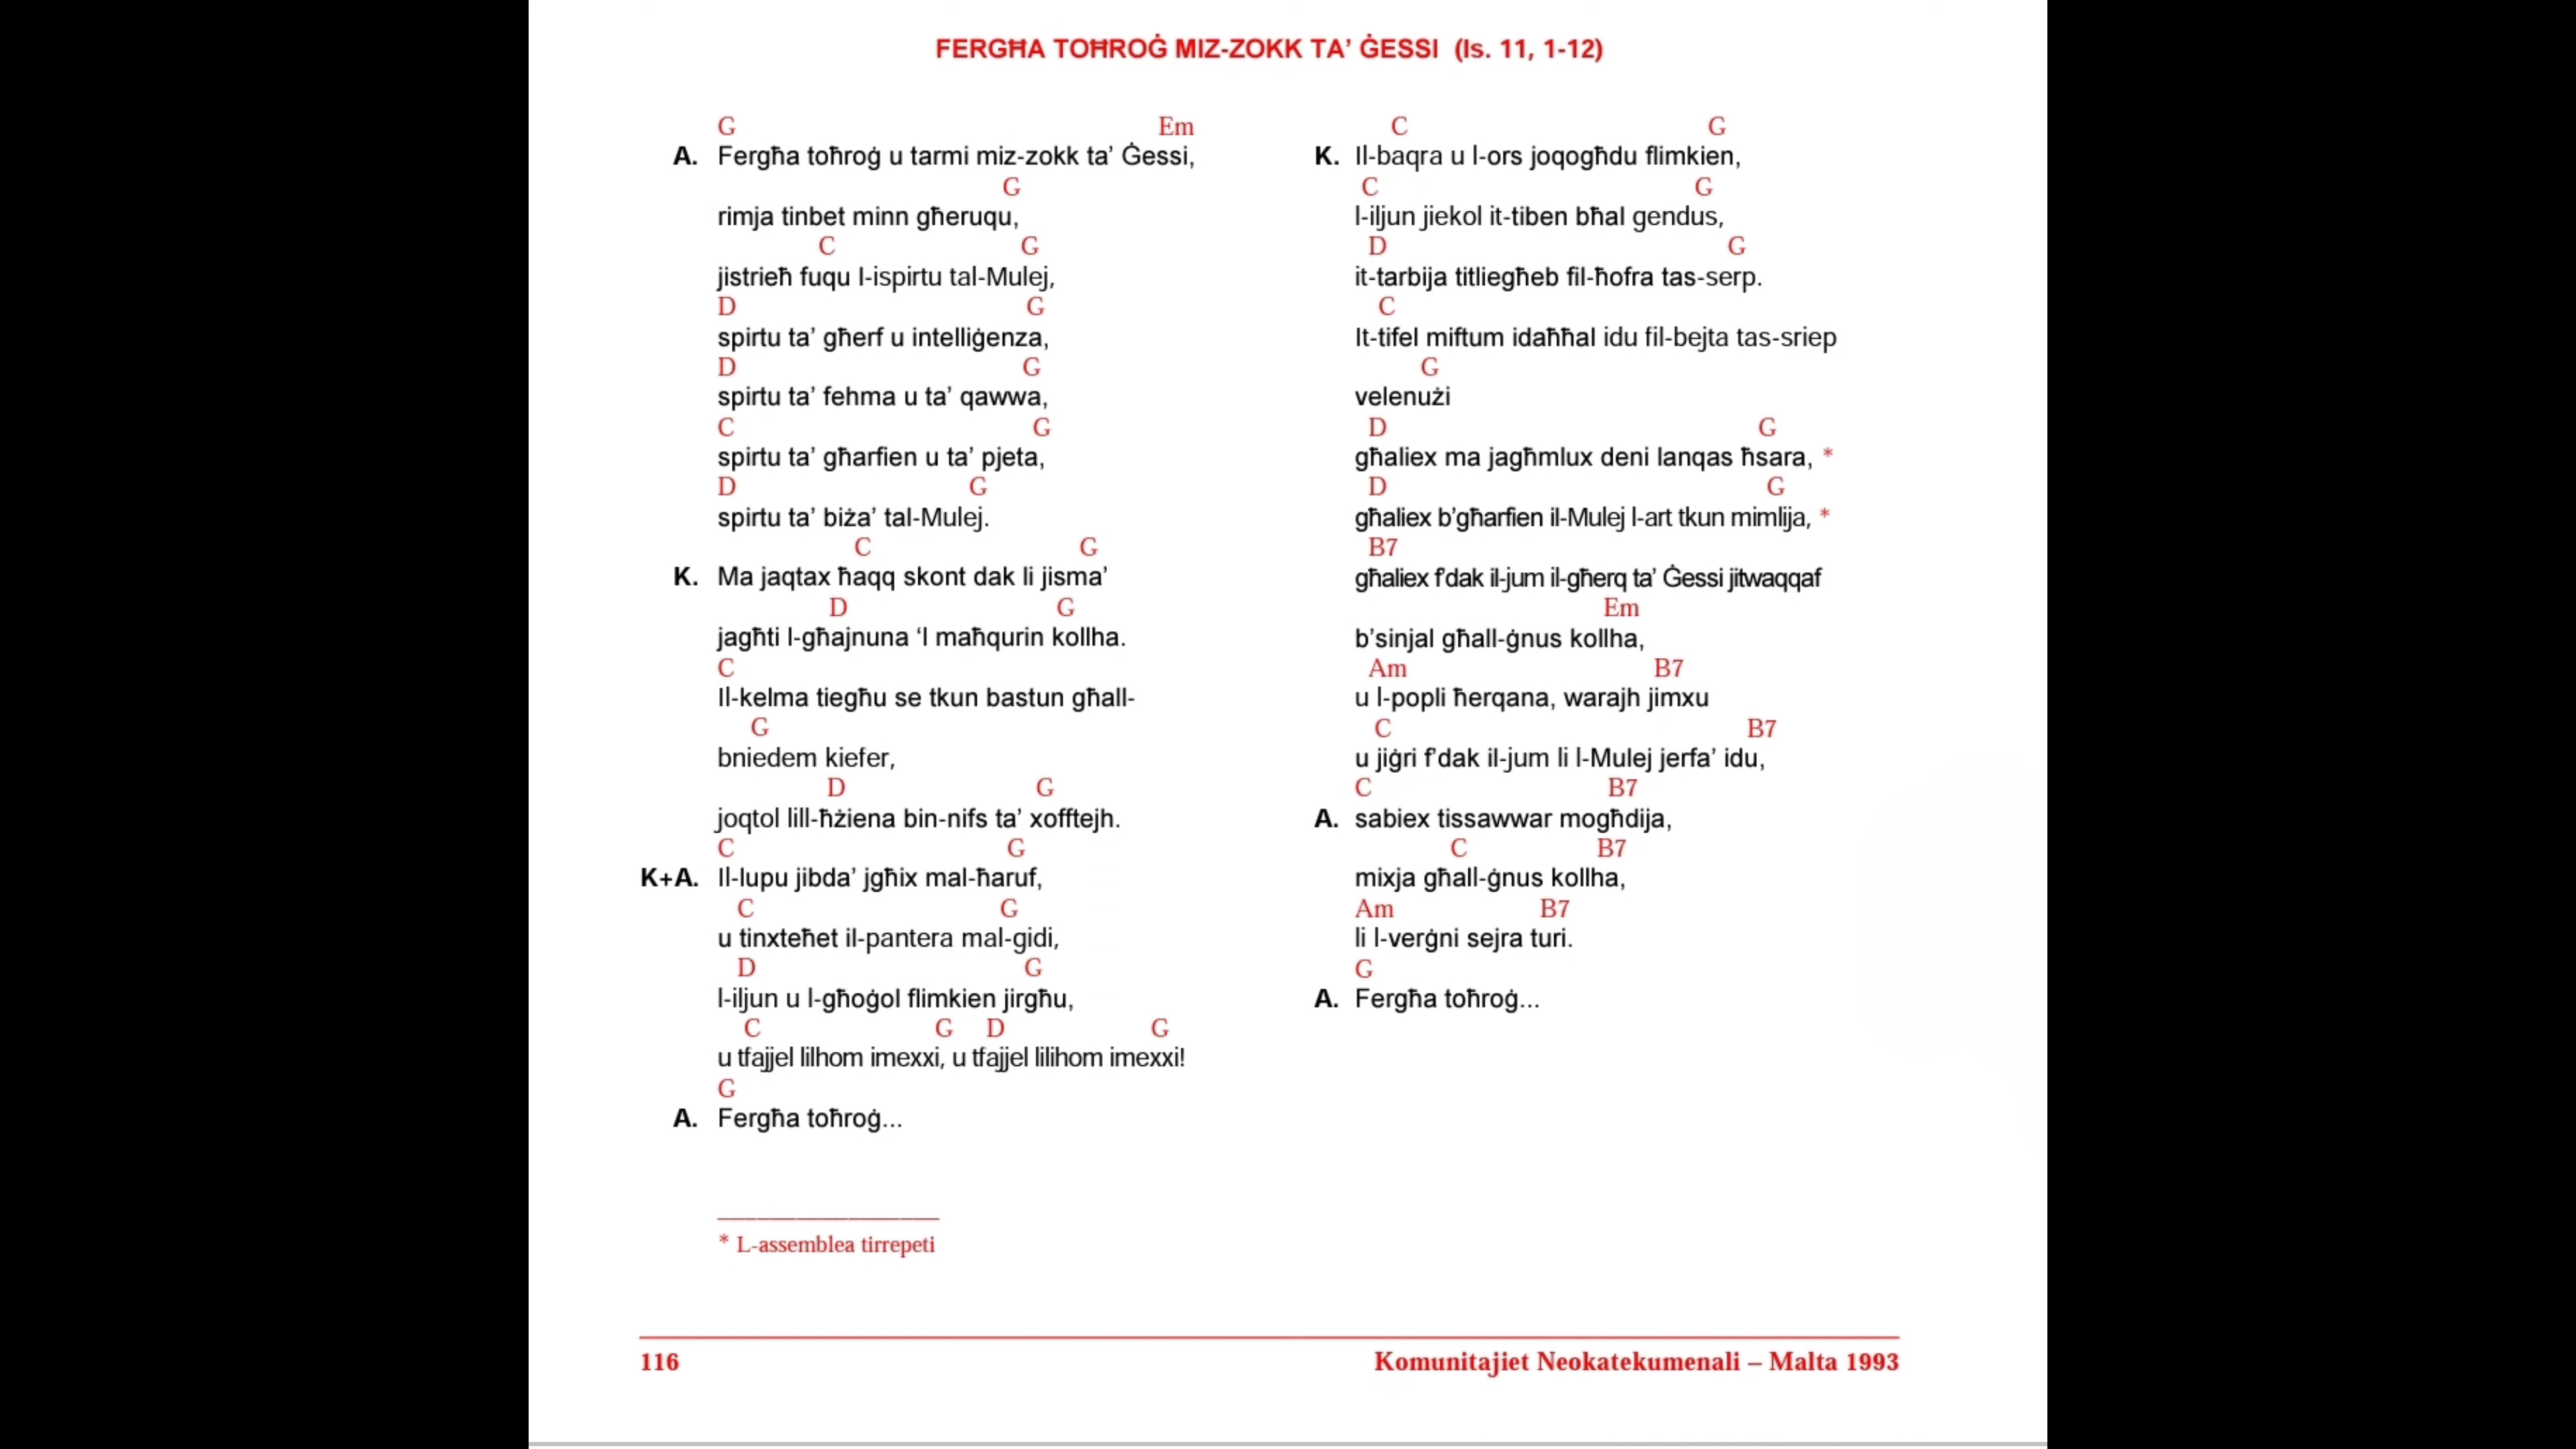 FERGĦA TOĦROĠ MIZ-ZOKK TA’ ĠESSI (Is. 11, 1-12)
G Em
A. Fergħa toħroġ u tarmi miz-zokk ta’ Ġessi,
G
rimja tinbet minn għeruqu,
C G
jistrieħ fuqu l-ispirtu tal-Mulej,
D G
spirtu ta’ għerf u intelliġenza,
D G
spirtu ta’ fehma u ta’ qawwa,
C G
spirtu ta’ għarfien u ta’ pjeta,
D G
spirtu ta’ biża’ tal-Mulej.
C G
K. Ma jaqtax ħaqq skont dak li jisma’
D G
jagħti l-għajnuna ‘l maħqurin kollha.
C
Il-kelma tiegħu se tkun bastun għall-
G
bniedem kiefer,
D G
joqtol lill-ħżiena bin-nifs ta’ xofftejh.
C G
K+A. Il-lupu jibda’ jgħix mal-ħaruf,
C G
u tinxteħet il-pantera mal-gidi,
D G
l-iljun u l-għoġol flimkien jirgħu,
C G D G
u tfajjel lilhom imexxi, u tfajjel lilihom imexxi!
G
A. Fergħa toħroġ...
* L-assemblea tirrepeti
C G
K. Il-baqra u l-ors joqogħdu flimkien,
C G
l-iljun jiekol it-tiben bħal gendus,
D G
it-tarbija titliegħeb fil-ħofra tas-serp.
C
It-tifel miftum idaħħal idu fil-bejta tas-sriep
G
velenużi
D G
għaliex ma jagħmlux deni lanqas ħsara, *
D G
għaliex b’għarfien il-Mulej l-art tkun mimlija, *
B7
għaliex f’dak il-jum il-għerq ta’ Ġessi jitwaqqaf
Em
b’sinjal għall-ġnus kollha,
Am B7
u l-popli ħerqana, warajh jimxu
C B7
u jiġri f’dak il-jum li l-Mulej jerfa’ idu,
C B7
A. sabiex tissawwar mogħdija,
C B7
mixja għall-ġnus kollha,
Am B7
li l-verġni sejra turi.
G
A. Fergħa toħroġ...
116 Komunitajiet Neokatekumenali – Malta 1993